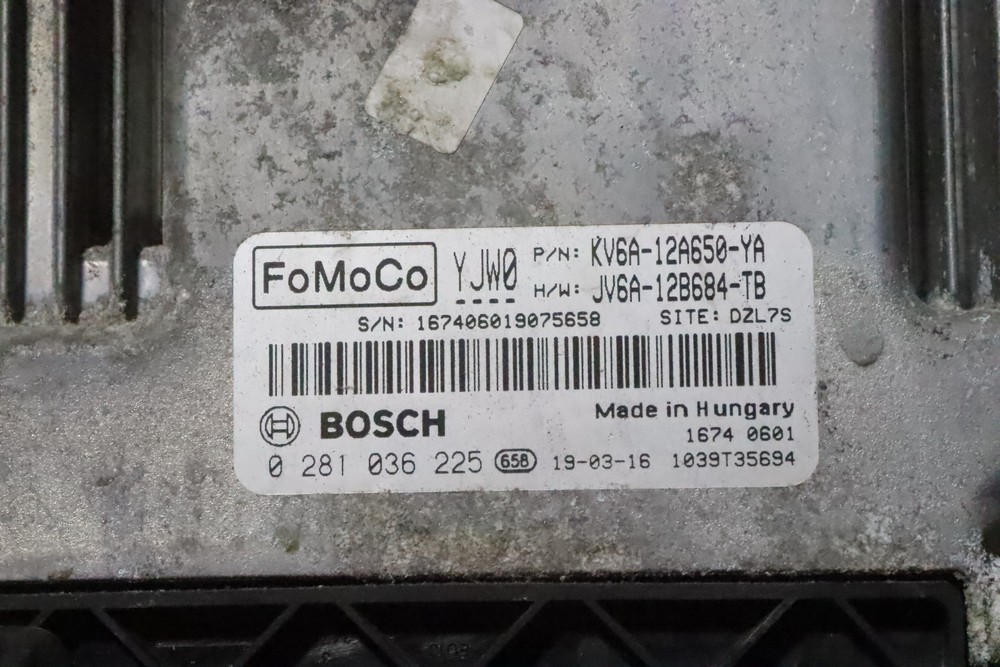 FoMoCo YJW0 P/N: KV6A-12A650-YA
H/W: JV6A-12B684-TB
S/N: 167406019075658 SITE: DZL7S
BOSCH Made in Hungary
1674 0601
0 281 036 225 658 19-03-16 1039T35694